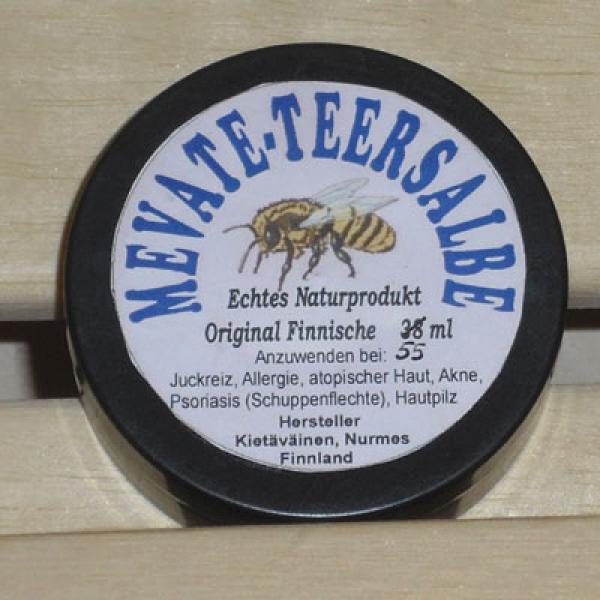 MEVATE-TEERSALBE
Echtes Naturprodukt
Original Finnische 38 ml
Anzuwenden bei: 55
Juckreiz, Allergie, atopischer Haut, Akne,
Psoriasis (Schuppenflechte), Hautpilz
Hersteller
Kietäväinen, Nurmes
Finnland